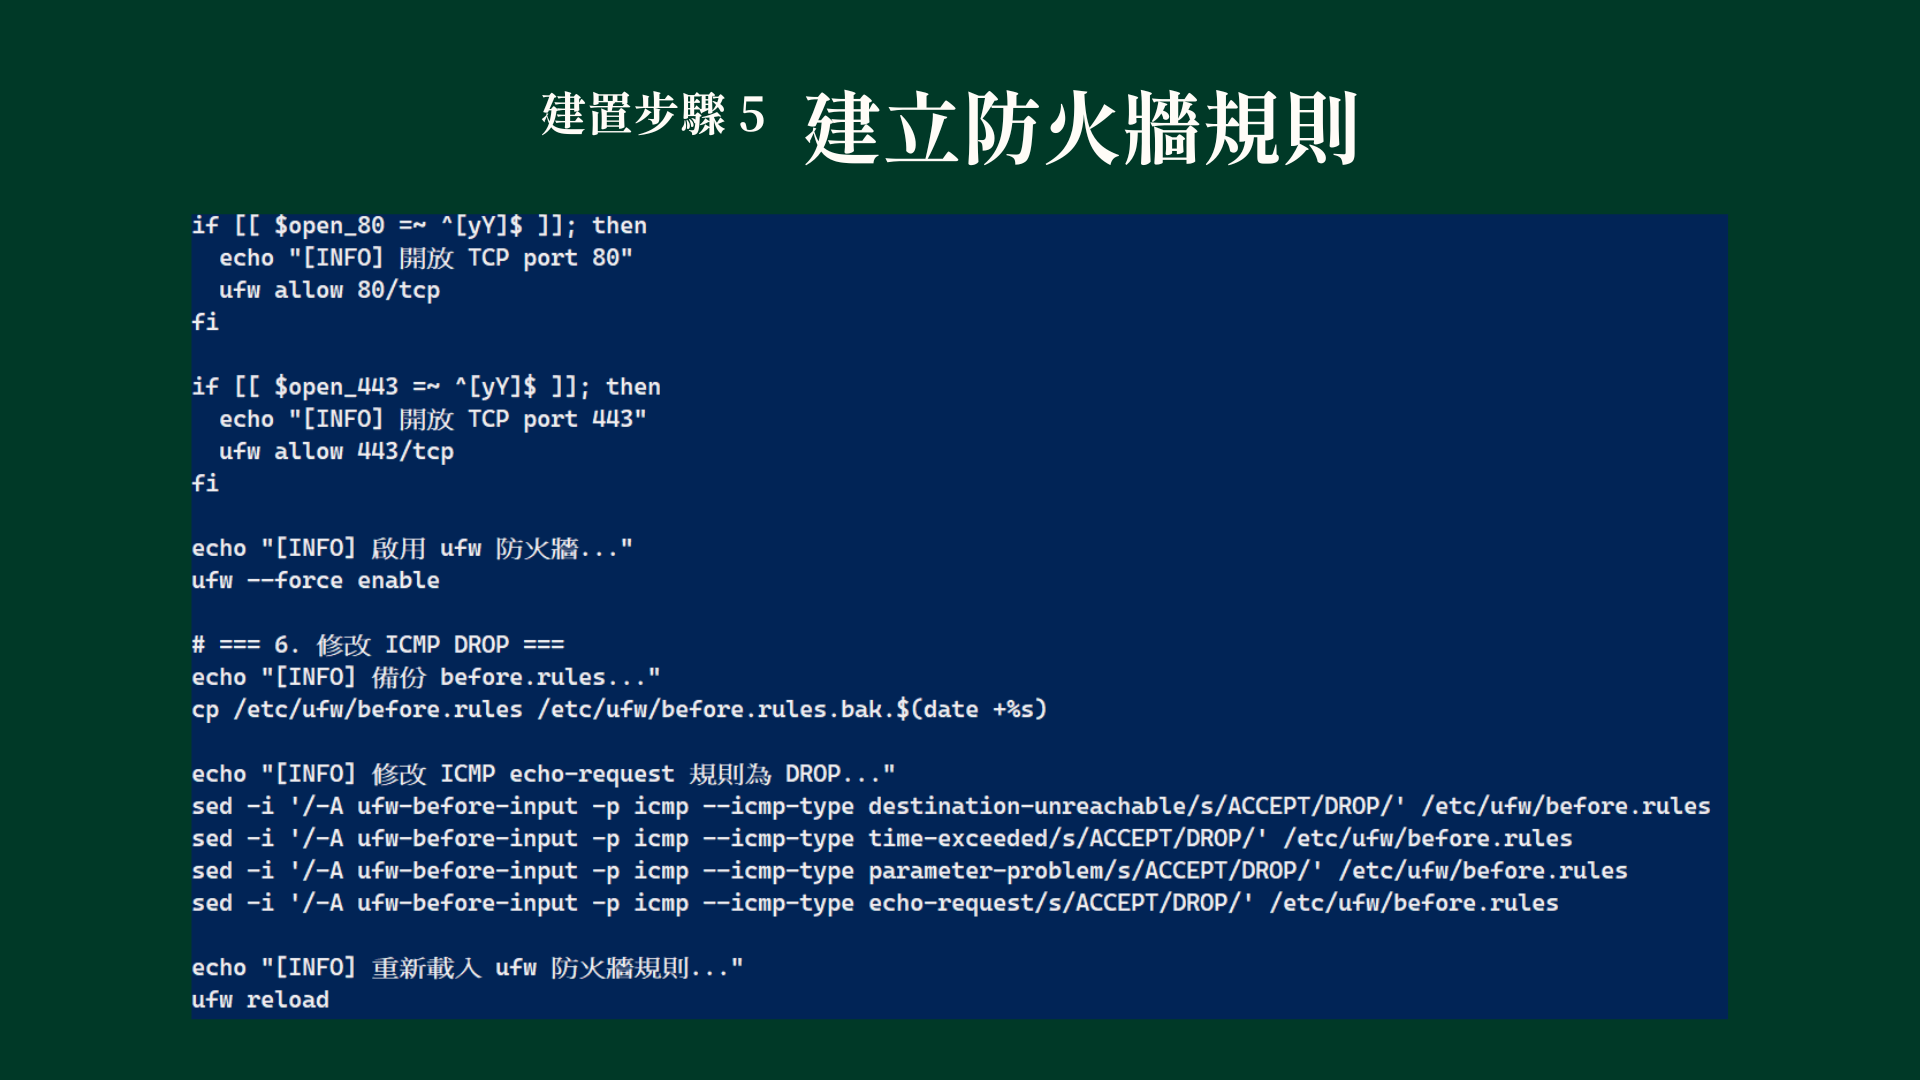 建置步驟 5 建立防火牆規則
if [[ $open_80 =~ ^[yY]$ ]]; then
  echo "[INFO] 開放 TCP port 80"
  ufw allow 80/tcp
fi

if [[ $open_443 =~ ^[yY]$ ]]; then
  echo "[INFO] 開放 TCP port 443"
  ufw allow 443/tcp
fi

echo "[INFO] 啟用 ufw 防火牆..."
ufw --force enable

# === 6. 修改 ICMP DROP ===
echo "[INFO] 備份 before.rules..."
cp /etc/ufw/before.rules /etc/ufw/before.rules.bak.$(date +%s)

echo "[INFO] 修改 ICMP echo-request 規則為 DROP..."
sed -i '/-A ufw-before-input -p icmp --icmp-type destination-unreachable/s/ACCEPT/DROP/' /etc/ufw/before.rules
sed -i '/-A ufw-before-input -p icmp --icmp-type time-exceeded/s/ACCEPT/DROP/' /etc/ufw/before.rules
sed -i '/-A ufw-before-input -p icmp --icmp-type parameter-problem/s/ACCEPT/DROP/' /etc/ufw/before.rules
sed -i '/-A ufw-before-input -p icmp --icmp-type echo-request/s/ACCEPT/DROP/' /etc/ufw/before.rules

echo "[INFO] 重新載入 ufw 防火牆規則..."
ufw reload